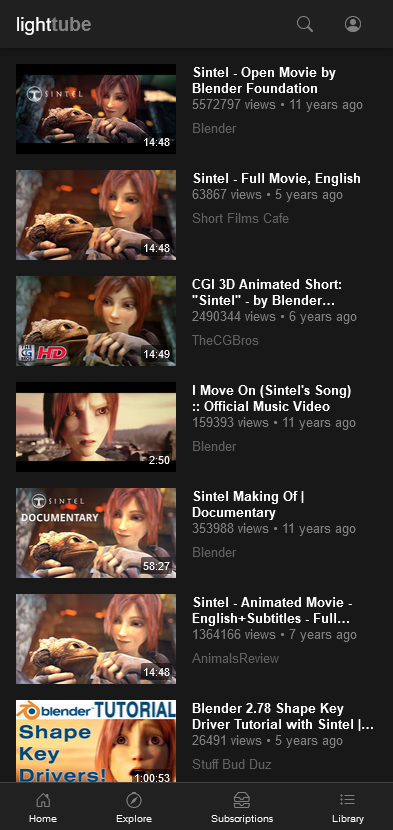 lighttube
SINTEL
14:48
Sintel - Open Movie by
Blender Foundation
5572797 views • 11 years ago
Blender
14:48
Sintel - Full Movie, English
63867 views • 5 years ago
Short Films Cafe
THE
CG
BROS
HD
14:49
CGI 3D Animated Short:
"Sintel" - by Blender…
2490344 views • 6 years ago
TheCGBros
2:50
I Move On (Sintel's Song)
:: Official Music Video
159393 views • 11 years ago
Blender
SINTEL
DOCUMENTARY
58:27
Sintel Making Of |
Documentary
353988 views • 11 years ago
Blender
14:48
Sintel - Animated Movie -
English+Subtitles - Full…
1364166 views • 7 years ago
AnimalsReview
blender TUTORIAL
Shape
Key
Drivers!
1:00:53
Blender 2.78 Shape Key
Driver Tutorial with Sintel |…
26491 views • 5 years ago
Stuff Bud Duz
Home
Explore
Subscriptions
Library